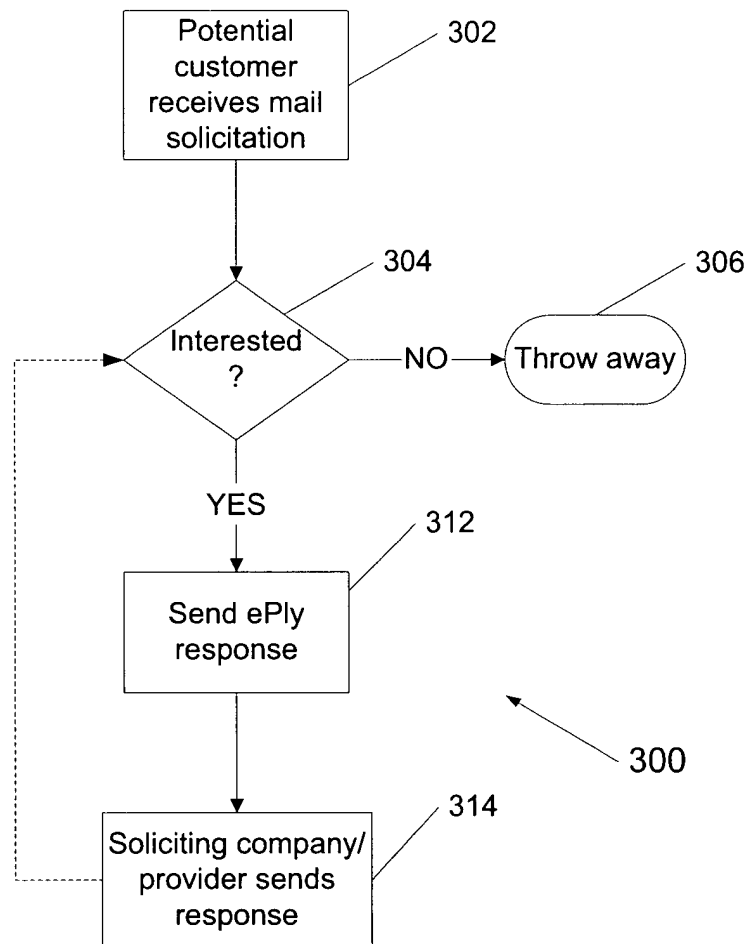 Potential
customer
receives mail
solicitation
302
304
306
Interested
?
NO
Throw away
YES
312
Send ePly
response
300
314
Soliciting company/
provider sends
response